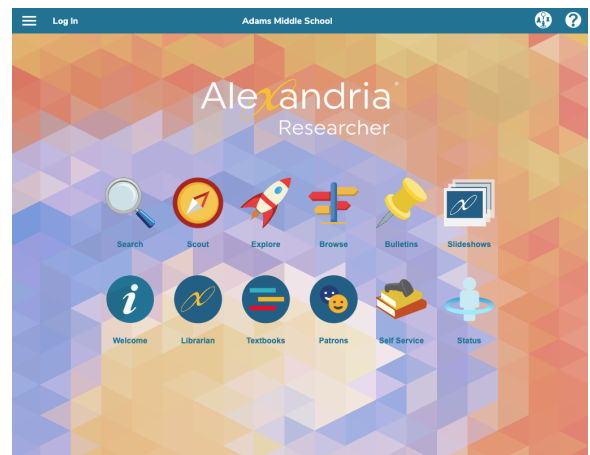 Log In Adams Middle School
Alexandria®
Researcher
Search Scout Explore Browse Bulletins Slideshows
Welcome Librarian Textbooks Patrons Self Service Status